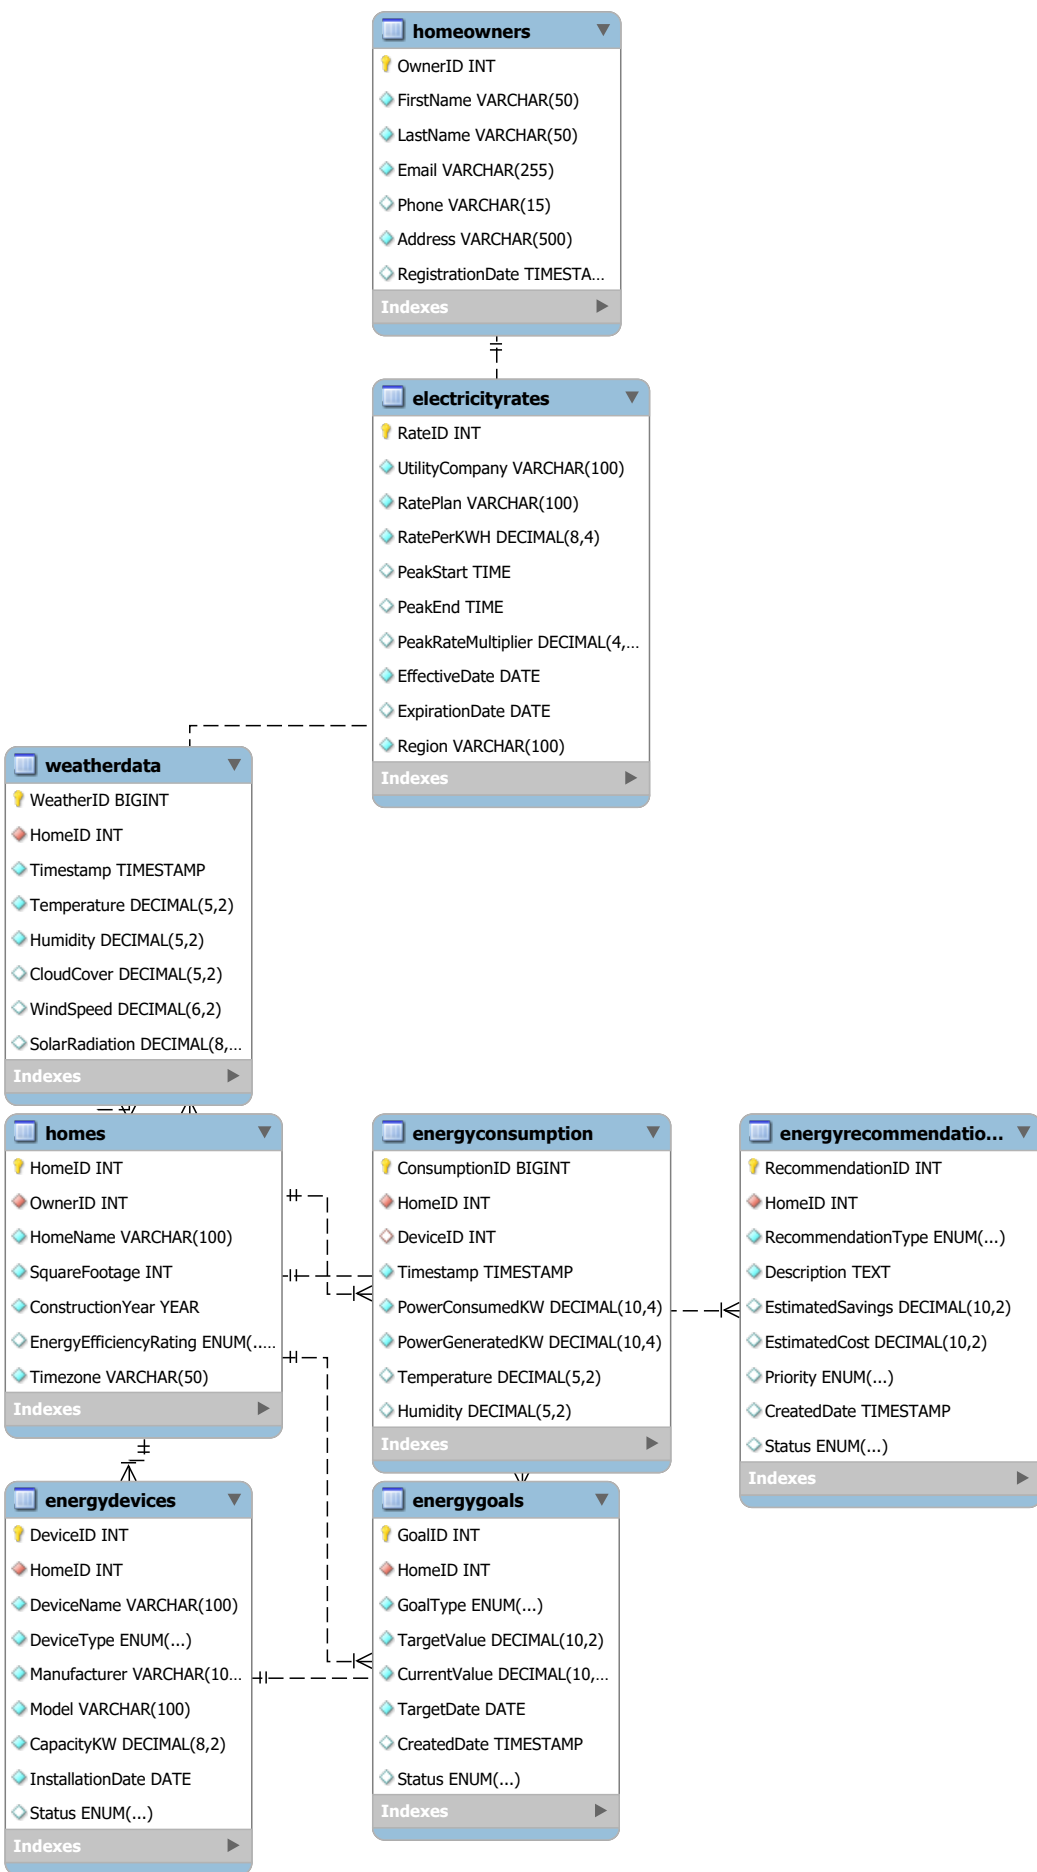 homeowners
OwnerID INT
FirstName VARCHAR(50)
LastName VARCHAR(50)
Email VARCHAR(255)
Phone VARCHAR(15)
Address VARCHAR(500)
RegistrationDate TIMESTA...
Indexes
electricityrates
RateID INT
UtilityCompany VARCHAR(100)
RatePlan VARCHAR(100)
RatePerKWH DECIMAL(8,4)
PeakStart TIME
PeakEnd TIME
PeakRateMultiplier DECIMAL(4,...
EffectiveDate DATE
ExpirationDate DATE
Region VARCHAR(100)
Indexes
weatherdata
WeatherID BIGINT
HomeID INT
Timestamp TIMESTAMP
Temperature DECIMAL(5,2)
Humidity DECIMAL(5,2)
CloudCover DECIMAL(5,2)
WindSpeed DECIMAL(6,2)
SolarRadiation DECIMAL(8,...
Indexes
homes
HomeID INT
OwnerID INT
HomeName VARCHAR(100)
SquareFootage INT
ConstructionYear YEAR
EnergyEfficiencyRating ENUM(.....
Timezone VARCHAR(50)
Indexes
energyconsumption
ConsumptionID BIGINT
HomeID INT
DeviceID INT
Timestamp TIMESTAMP
PowerConsumedKW DECIMAL(10,4)
PowerGeneratedKW DECIMAL(10,4)
Temperature DECIMAL(5,2)
Humidity DECIMAL(5,2)
Indexes
energyrecommendatio...
RecommendationID INT
HomeID INT
RecommendationType ENUM(...)
Description TEXT
EstimatedSavings DECIMAL(10,2)
EstimatedCost DECIMAL(10,2)
Priority ENUM(...)
CreatedDate TIMESTAMP
Status ENUM(...)
Indexes
energydevices
DeviceID INT
HomeID INT
DeviceName VARCHAR(100)
DeviceType ENUM(...)
Manufacturer VARCHAR(10...
Model VARCHAR(100)
CapacityKW DECIMAL(8,2)
InstallationDate DATE
Status ENUM(...)
Indexes
energygoals
GoalID INT
HomeID INT
GoalType ENUM(...)
TargetValue DECIMAL(10,2)
CurrentValue DECIMAL(10,...
TargetDate DATE
CreatedDate TIMESTAMP
Status ENUM(...)
Indexes